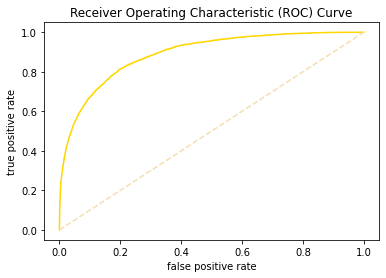 Receiver Operating Characteristic (ROC) Curve
1.0
0.8
0.6
0.4
0.2
0.0
true positive rate
0.0 0.2 0.4 0.6 0.8 1.0
false positive rate